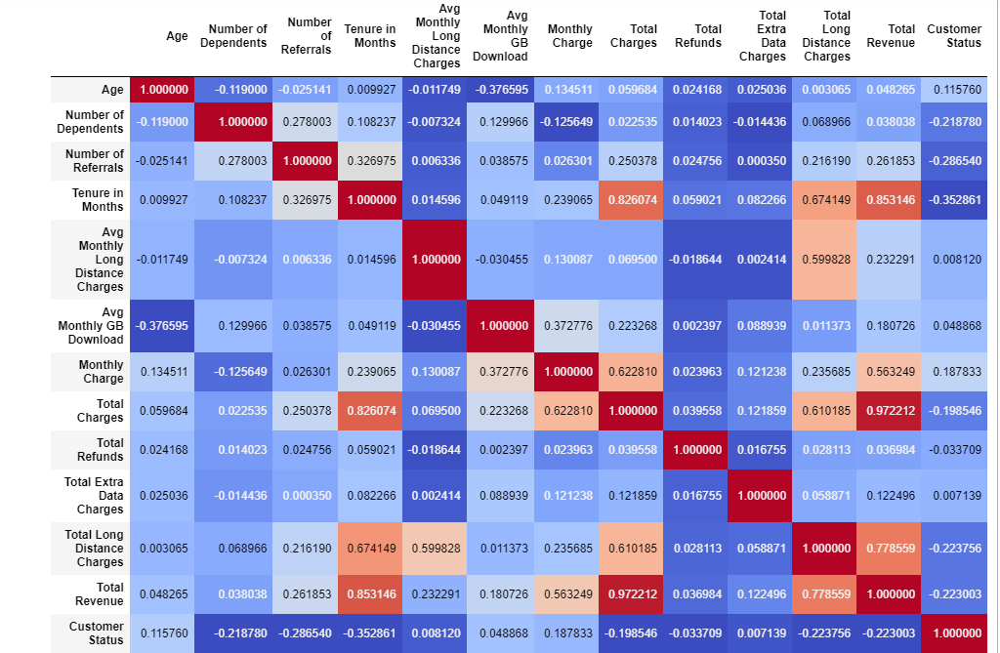 Age Number of Dependents Number of Referrals Tenure in Months Avg Monthly Long Distance Charges Avg Monthly GB Download Monthly Charge Total Charges Total Refunds Total Extra Data Charges Total Long Distance Charges Total Revenue Customer Status
Age 1.000000 -0.119000 -0.025141 0.009927 -0.011749 -0.376595 0.134511 0.059684 0.024168 0.025036 0.003065 0.048265 0.115760
Number of Dependents -0.119000 1.000000 0.278003 0.108237 -0.007324 0.129966 -0.125649 0.022535 0.014023 -0.014436 0.068966 0.038038 -0.218780
Number of Referrals -0.025141 0.278003 1.000000 0.326975 0.006336 0.038575 0.026301 0.250378 0.024756 0.000350 0.216190 0.261853 -0.286540
Tenure in Months 0.009927 0.108237 0.326975 1.000000 0.014596 0.049119 0.239065 0.826074 0.059021 0.082266 0.674149 0.853146 -0.352861
Avg Monthly Long Distance Charges -0.011749 -0.007324 0.006336 0.014596 1.000000 -0.030455 0.130087 0.069500 -0.018644 0.002414 0.599828 0.232291 0.008120
Avg Monthly GB Download -0.376595 0.129966 0.038575 0.049119 -0.030455 1.000000 0.372776 0.223268 0.002397 0.088939 0.011373 0.180726 0.048868
Monthly Charge 0.134511 -0.125649 0.026301 0.239065 0.130087 0.372776 1.000000 0.622810 0.023963 0.121238 0.235685 0.563249 0.187833
Total Charges 0.059684 0.022535 0.250378 0.826074 0.069500 0.223268 0.622810 1.000000 0.039558 0.121859 0.610185 0.972212 -0.198546
Total Refunds 0.024168 0.014023 0.024756 0.059021 -0.018644 0.002397 0.023963 0.039558 1.000000 0.016755 0.028113 0.036984 -0.033709
Total Extra Data Charges 0.025036 -0.014436 0.000350 0.082266 0.002414 0.088939 0.121238 0.121859 0.016755 1.000000 0.058871 0.122496 0.007139
Total Long Distance Charges 0.003065 0.068966 0.216190 0.674149 0.599828 0.011373 0.235685 0.610185 0.028113 0.058871 1.000000 0.778559 -0.223756
Total Revenue 0.048265 0.038038 0.261853 0.853146 0.232291 0.180726 0.563249 0.972212 0.036984 0.122496 0.778559 1.000000 -0.223003
Customer Status 0.115760 -0.218780 -0.286540 -0.352861 0.008120 0.048868 0.187833 -0.198546 -0.033709 0.007139 -0.223756 -0.223003 1.000000